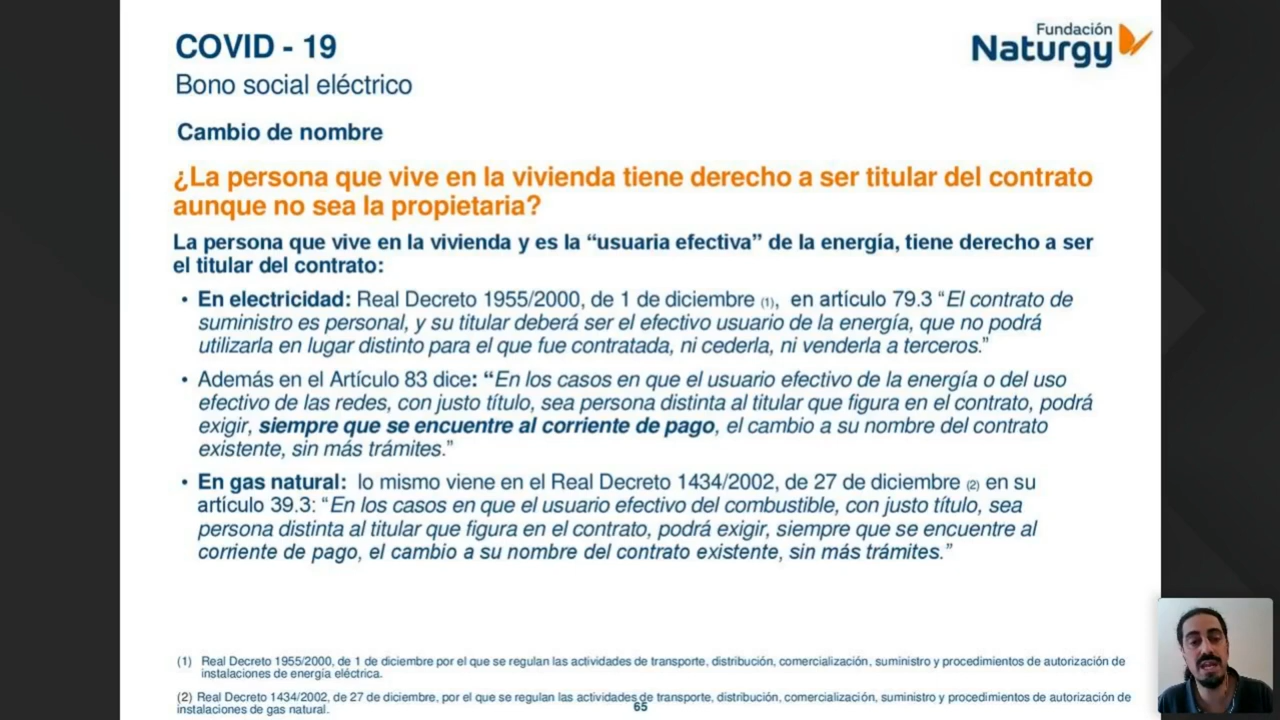 COVID - 19
Fundación
Naturgy
Bono social eléctrico
Cambio de nombre
¿La persona que vive en la vivienda tiene derecho a ser titular del contrato
aunque no sea la propietaria?
La persona que vive en la vivienda y es la “usuaria efectiva” de la energía, tiene derecho a ser
el titular del contrato:
• En electricidad: Real Decreto 1955/2000, de 1 de diciembre (1), en artículo 79.3 “El contrato de
suministro es personal, y su titular deberá ser el efectivo usuario de la energía, que no podrá
utilizarla en lugar distinto para el que fue contratada, ni cederla, ni venderla a terceros.”
• Además en el Artículo 83 dice: “En los casos en que el usuario efectivo de la energía o del uso
efectivo de las redes, con justo título, sea persona distinta al titular que figura en el contrato, podrá
exigir, siempre que se encuentre al corriente de pago, el cambio a su nombre del contrato
existente, sin más trámites.”
• En gas natural: lo mismo viene en el Real Decreto 1434/2002, de 27 de diciembre (2) en su
artículo 39.3: “En los casos en que el usuario efectivo del combustible, con justo título, sea
persona distinta al titular que figura en el contrato, podrá exigir, siempre que se encuentre al
corriente de pago, el cambio a su nombre del contrato existente, sin más trámites.”
(1) Real Decreto 1955/2000, de 1 de diciembre por el que se regulan las actividades de transporte, distribución, comercialización, suministro y procedimientos de autorización de
instalaciones de energía eléctrica.
(2) Real Decreto 1434/2002, de 27 de diciembre, por el que se regulan las actividades de transporte, distribución, comercialización, suministro y procedimientos de autorización de
instalaciones de gas natural.
65